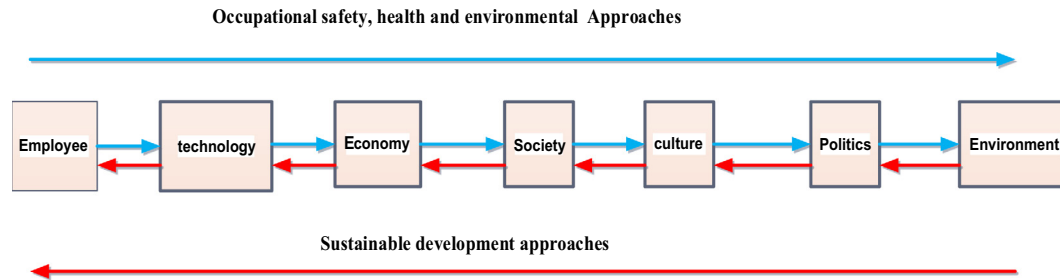 Occupational safety, health and environmental Approaches
Employee
technology
Economy
Society
culture
Politics
Environment
Sustainable development approaches